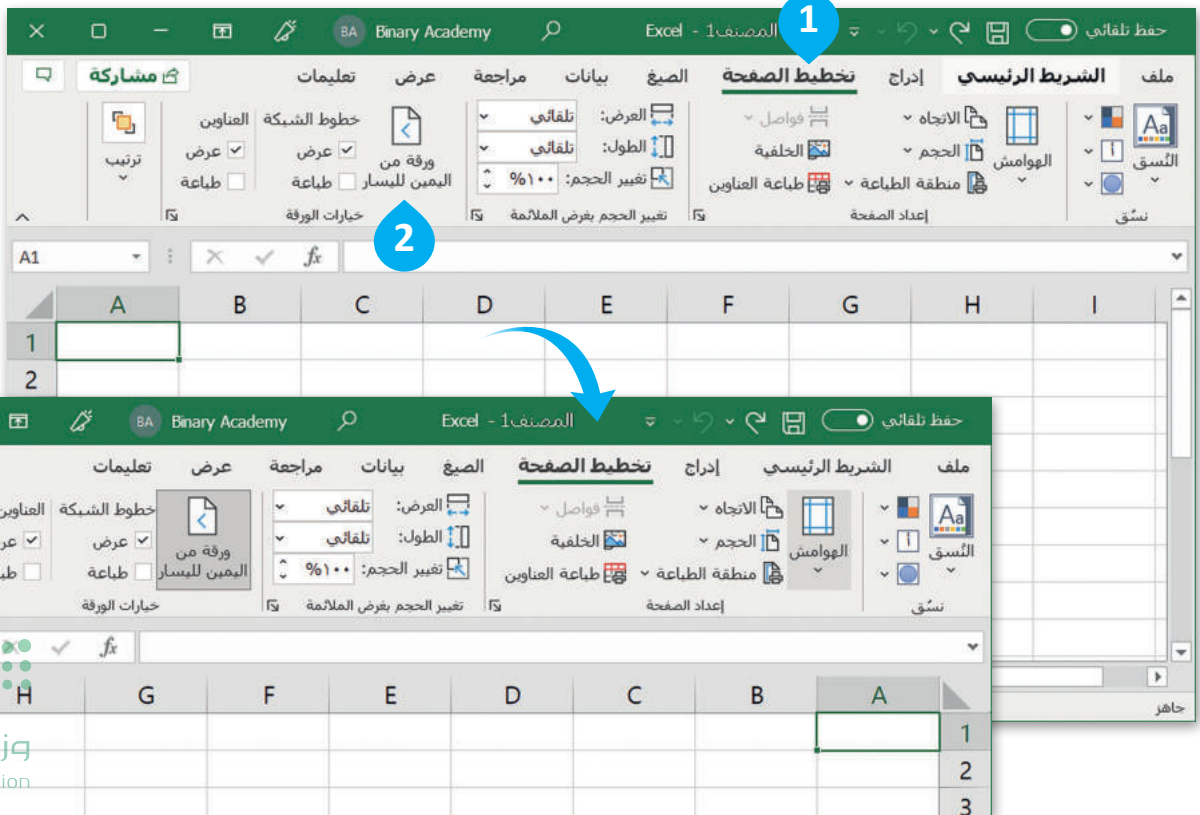 1
حفظ تلقائي المصنف1 - Excel Binary Academy BA
ملف الشريط الرئيسي إدراج تخطيط الصفحة الصيغ بيانات مراجعة عرض تعليمات مشاركة
Aa النُسق
الهوامش
الاتجاه
الحجم
منطقة الطباعة
فواصل
الخلفية
طباعة العناوين
العرض: تلقائي
الطول: تلقائي
تغيير الحجم: ١٠٠%
ورقة من
اليمين لليسار
خطوط الشبكة العناوين
عرض عرض
طباعة طباعة
ترتيب
نسُق إعداد الصفحة تغيير الحجم بغرض الملائمة خيارات الورقة
2
A1 fx
A B C D E F G H I
1
2
جاهز
حفظ تلقائي المصنف1 - Excel Binary Academy BA
ملف الشريط الرئيسي إدراج تخطيط الصفحة الصيغ بيانات مراجعة عرض تعليمات
Aa النُسق
الهوامش
الاتجاه
الحجم
منطقة الطباعة
فواصل
الخلفية
طباعة العناوين
العرض: تلقائي
الطول: تلقائي
تغيير الحجم: ١٠٠%
ورقة من
اليمين لليسار
خطوط الشبكة العناوين
عرض
طباعة
نسُق إعداد الصفحة تغيير الحجم بغرض الملائمة خيارات الورقة
fx
A B C D E F G H
1
2
3